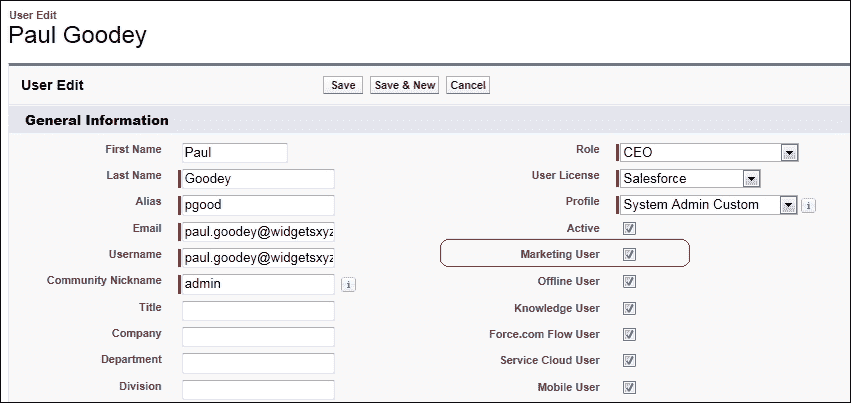 User Edit
Paul Goodey
User Edit
Save
Save & New
Cancel
General Information
First Name Paul
Last Name Goodey
Alias pgood
Email paul.goodey@widgetsxyz
Username paul.goodey@widgetsxyz
Community Nickname admin i
Title
Company
Department
Division
Role CEO
User License Salesforce
Profile System Admin Custom i
Active
Marketing User
Offline User
Knowledge User
Force.com Flow User
Service Cloud User
Mobile User